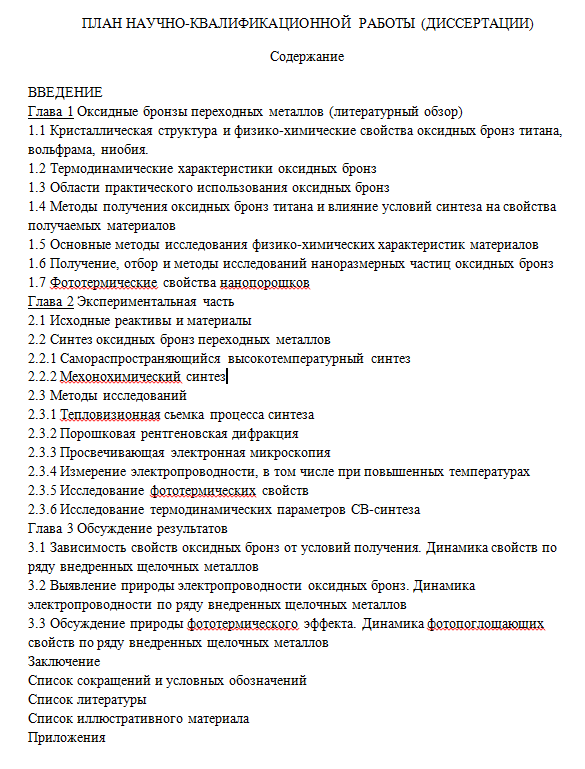 ПЛАН НАУЧНО-КВАЛИФИКАЦИОННОЙ РАБОТЫ (ДИССЕРТАЦИИ)
Содержание
ВВЕДЕНИЕ
Глава 1 Оксидные бронзы переходных металлов (литературный обзор)
1.1 Кристаллическая структура и физико-химические свойства оксидных бронз титана,
вольфрама, ниобия.
1.2 Термодинамические характеристики оксидных бронз
1.3 Области практического использования оксидных бронз
1.4 Методы получения оксидных бронз титана и влияние условий синтеза на свойства
получаемых материалов
1.5 Основные методы исследования физико-химических характеристик материалов
1.6 Получение, отбор и методы исследований наноразмерных частиц оксидных бронз
1.7 Фототермические свойства нанопорошков
Глава 2 Экспериментальная часть
2.1 Исходные реактивы и материалы
2.2 Синтез оксидных бронз переходных металлов
2.2.1 Самораспространяющийся высокотемпературный синтез
2.2.2 Мехонохимический синтез
2.3 Методы исследований
2.3.1 Тепловизионная сьемка процесса синтеза
2.3.2 Порошковая рентгеновская дифракция
2.3.3 Просвечивающая электронная микроскопия
2.3.4 Измерение электропроводности, в том числе при повышенных температурах
2.3.5 Исследование фототермических свойств
2.3.6 Исследование термодинамических параметров СВ-синтеза
Глава 3 Обсуждение результатов
3.1 Зависимость свойств оксидных бронз от условий получения. Динамика свойств по
ряду внедренных щелочных металлов
3.2 Выявление природы электропроводности оксидных бронз. Динамика
электропроводности по ряду внедренных щелочных металлов
3.3 Обсуждение природы фототермического эффекта. Динамика фотопоглощающих
свойств по ряду внедренных щелочных металлов
Заключение
Список сокращений и условных обозначений
Список литературы
Список иллюстративного материала
Приложения